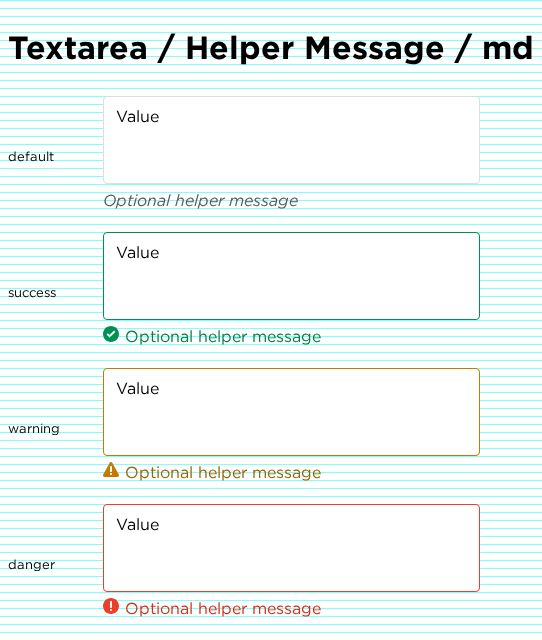 Textarea / Helper Message / md
Value
default
Optional helper message
Value
success
Optional helper message
Value
warning
Optional helper message
Value
danger
Optional helper message